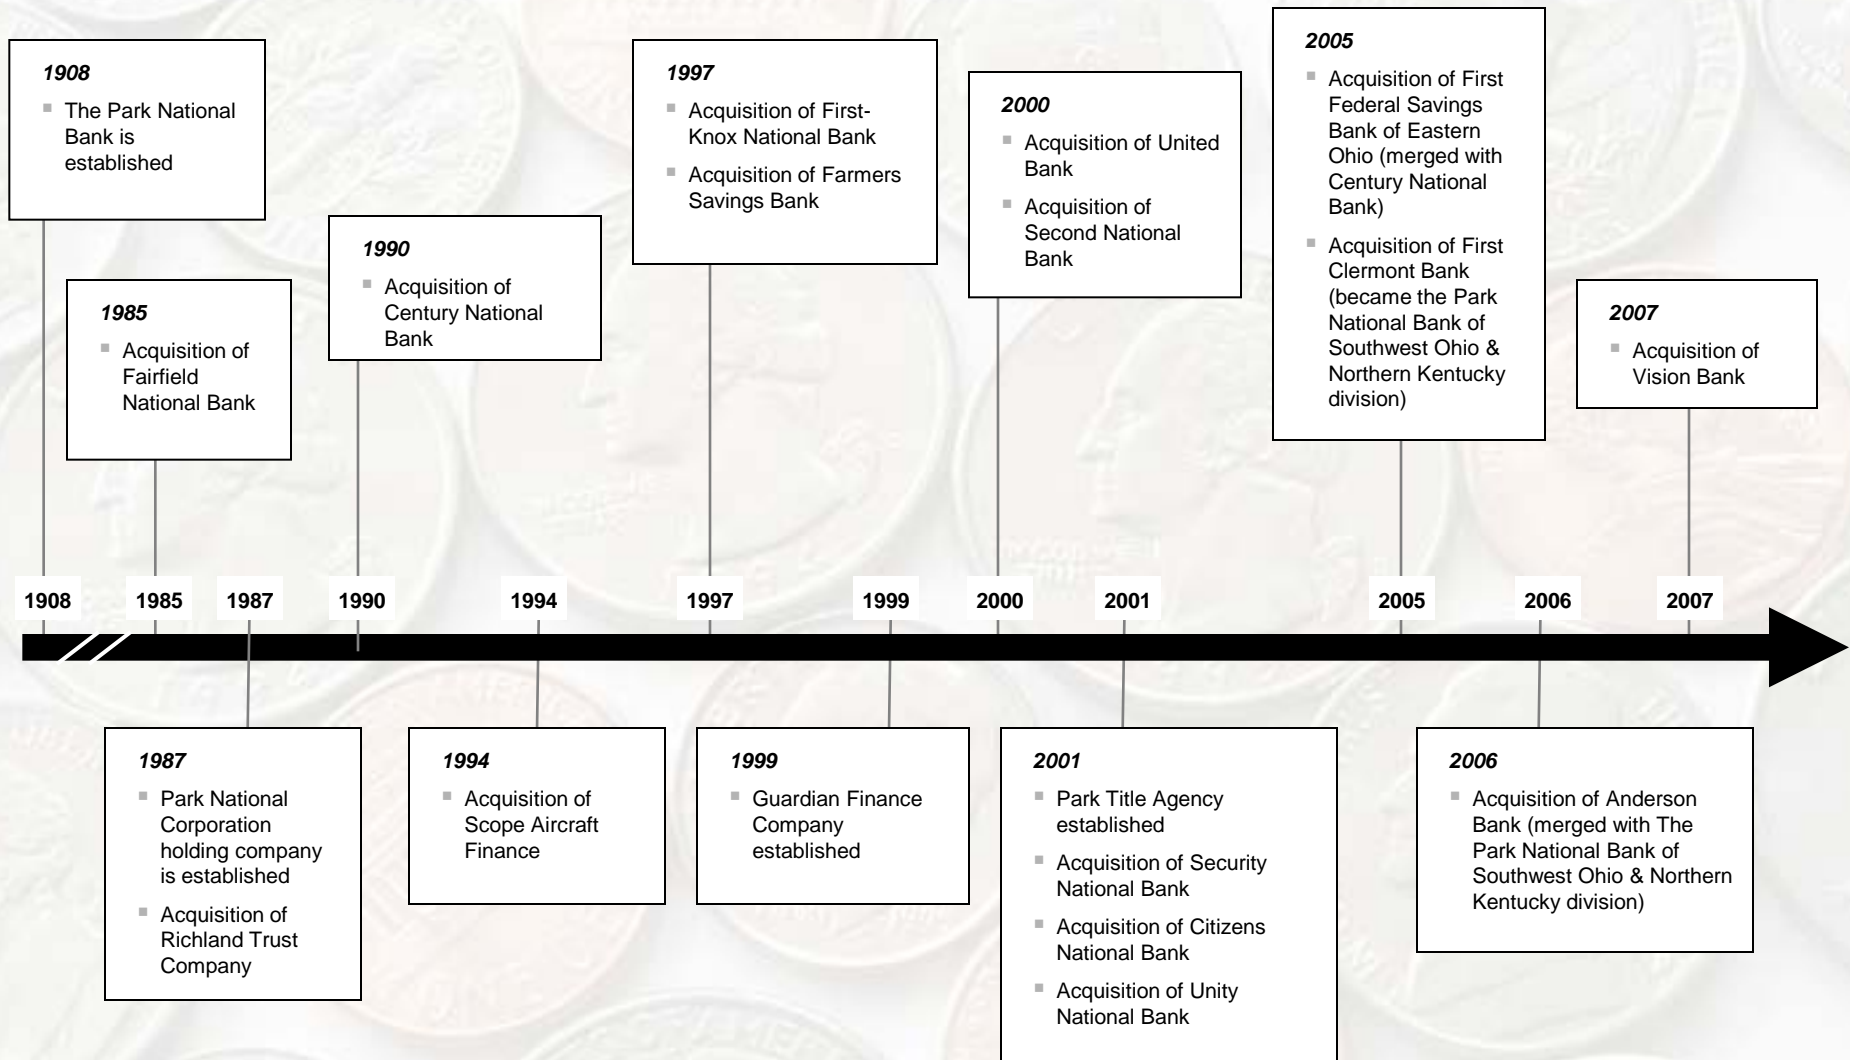 1908
The Park National
Bank is
established
1985
Acquisition of
Fairfield
National Bank
1990
Acquisition of
Century National
Bank
1997
Acquisition of First-
Knox National Bank
Acquisition of Farmers
Savings Bank
2000
Acquisition of United
Bank
Acquisition of
Second National
Bank
2005
Acquisition of First
Federal Savings
Bank of Eastern
Ohio (merged with
Century National
Bank)
Acquisition of First
Clermont Bank
(became the Park
National Bank of
Southwest Ohio &
Northern Kentucky
division)
2007
Acquisition of
Vision Bank
1908 1985 1987 1990 1994 1997 1999 2000 2001 2005 2006 2007
1987
Park National
Corporation
holding company
is established
Acquisition of
Richland Trust
Company
1994
Acquisition of
Scope Aircraft
Finance
1999
Guardian Finance
Company
established
2001
Park Title Agency
established
Acquisition of Security
National Bank
Acquisition of Citizens
National Bank
Acquisition of Unity
National Bank
2006
Acquisition of Anderson
Bank (merged with The
Park National Bank of
Southwest Ohio & Northern
Kentucky division)